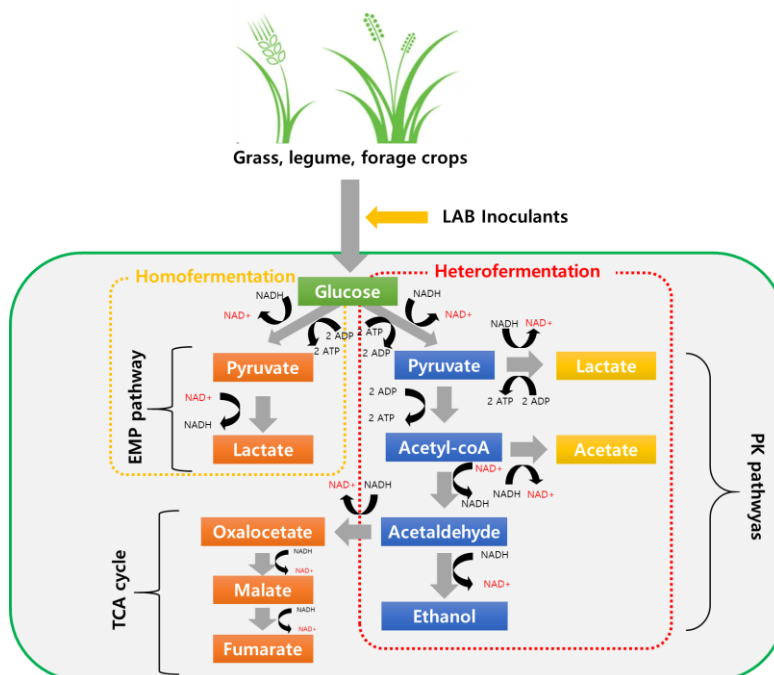 Grass, legume, forage crops
LAB Inoculants
Homofermentation
Heterofermentation
Glucose
NADH
NAD+
2 ADP
2 ATP
2 ATP
2 ADP
NADH
NAD+
EMP pathway
Pyruvate
NAD+
NADH
Lactate
Pyruvate
NADH
NAD+
2 ATP
2 ADP
Lactate
2 ADP
2 ATP
Acetyl-coA
NAD+
NADH
NADH
NAD+
Acetate
PK pathwyas
NAD+
NADH
TCA cycle
Oxalocetate
Acetaldehyde
NADH
NAD+
Malate
NADH
NAD+
Fumarate
NADH
NAD+
Ethanol